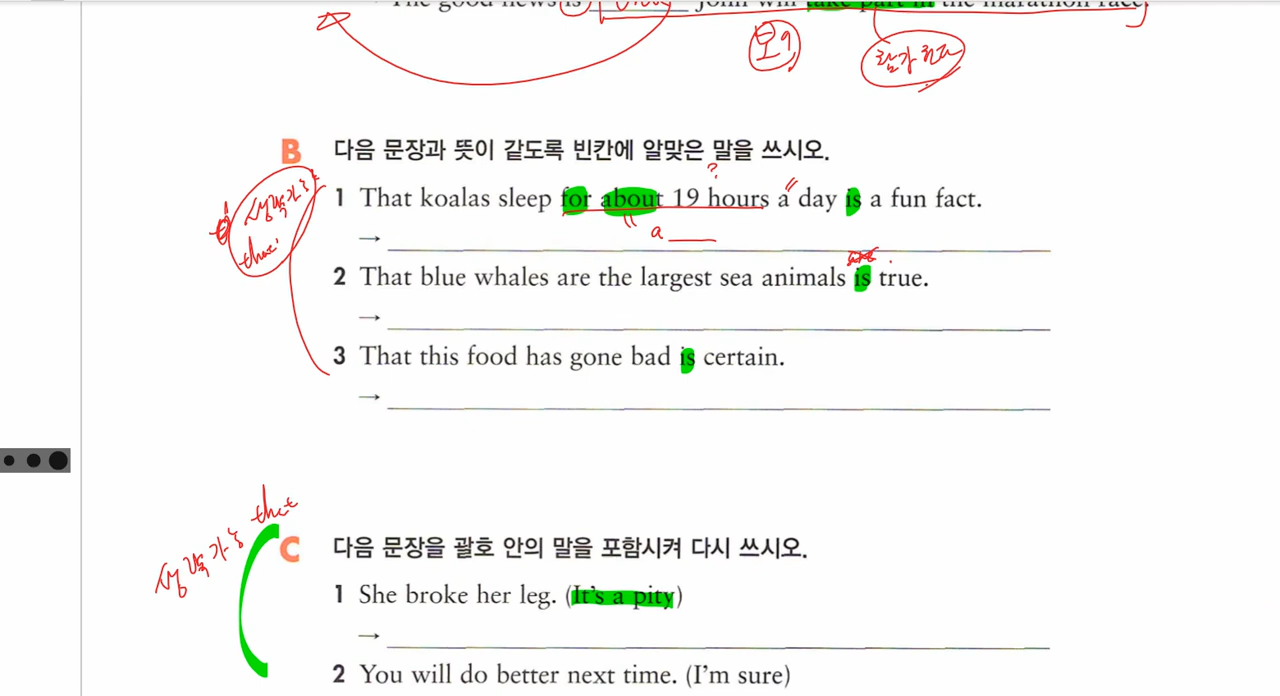 The good news is John will take part in the marathon race.
보어
참가하다
B 다음 문장과 뜻이 같도록 빈칸에 알맞은 말을 쓰시오.
생략가능
that
?
1 That koalas sleep for about 19 hours a day is a fun fact.
→ a
2 That blue whales are the largest sea animals is true.
→
3 That this food has gone bad is certain.
→
생략가능 that
C 다음 문장을 괄호 안의 말을 포함시켜 다시 쓰시오.
1 She broke her leg. (It's a pity)
→
2 You will do better next time. (I'm sure)